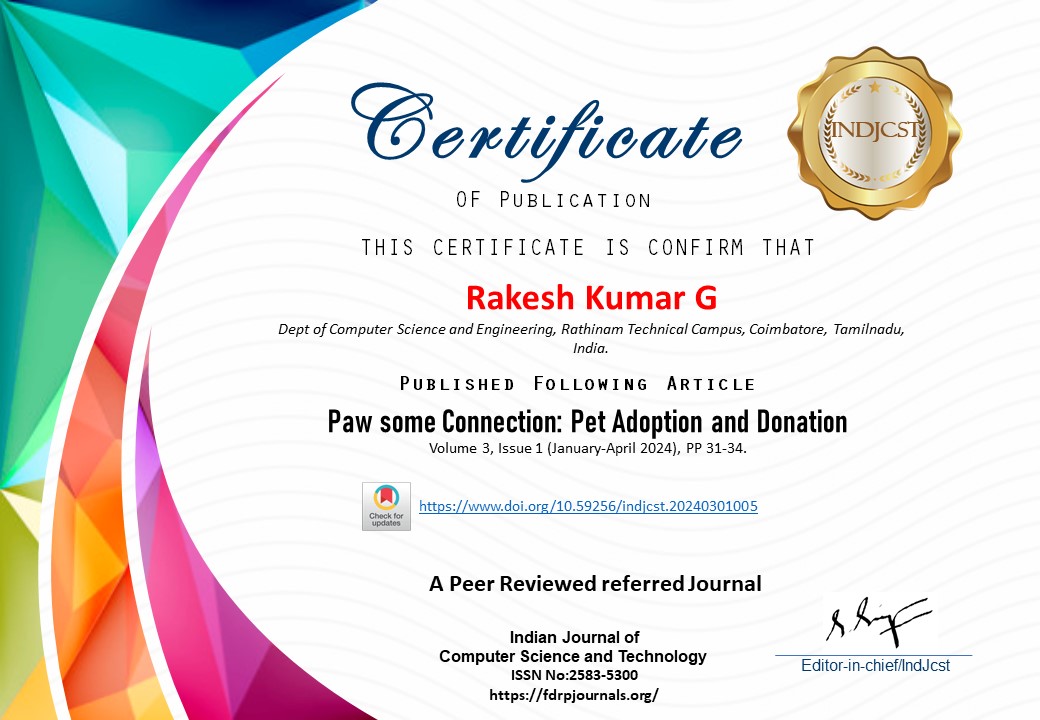 Certificate
INDJCST
OF PUBLICATION
THIS CERTIFICATE IS CONFIRM THAT
Rakesh Kumar G
Dept of Computer Science and Engineering, Rathinam Technical Campus, Coimbatore, Tamilnadu,
India.
PUBLISHED FOLLOWING ARTICLE
Paw some Connection: Pet Adoption and Donation
Volume 3, Issue 1 (January-April 2024), PP 31-34.
Check for
updates
https://www.doi.org/10.59256/indjcst.20240301005
A Peer Reviewed referred Journal
Indian Journal of
Computer Science and Technology
ISSN No:2583-5300
https://fdrpjournals.org/
Editor-in-chief/IndJcst